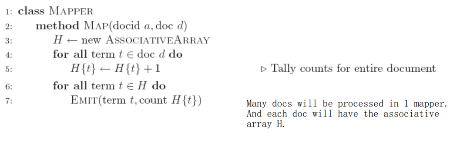 1: class MAPPER
2: method MAP(docid a, doc d)
3: H ← new ASSOCIATIVEARRAY
4: for all term t ∈ doc d do
5: H{t} ← H{t} + 1 ▷ Tally counts for entire document
6: for all term t ∈ H do
7: EMIT(term t, count H{t})
Many docs will be processed in 1 mapper.
And each doc will have the associative
array H.